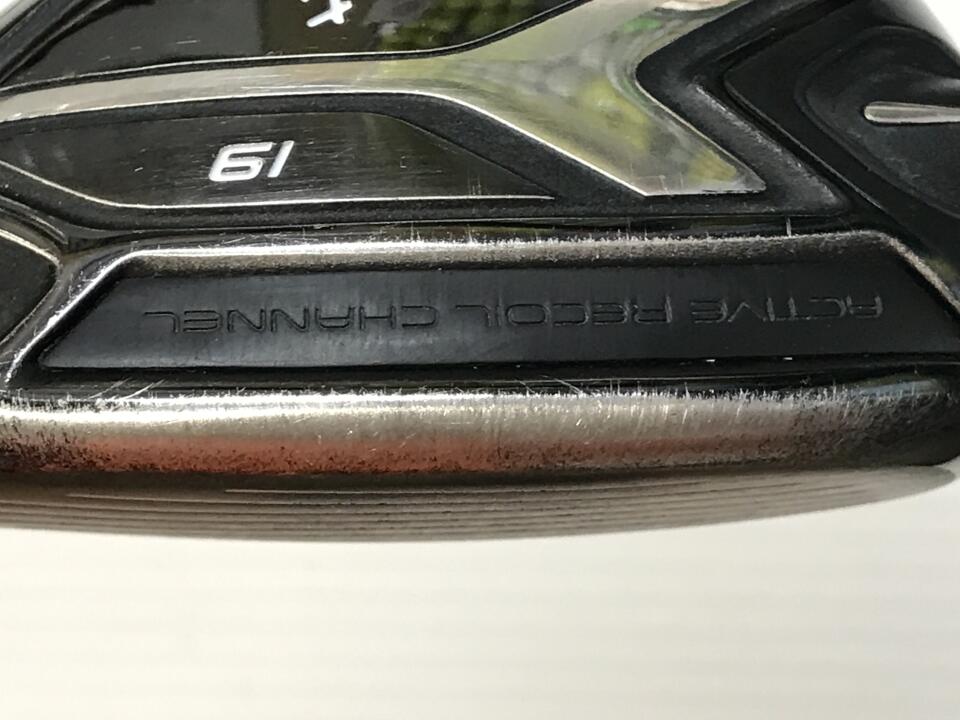 ACTIVE RECOIL CHANNEL
19